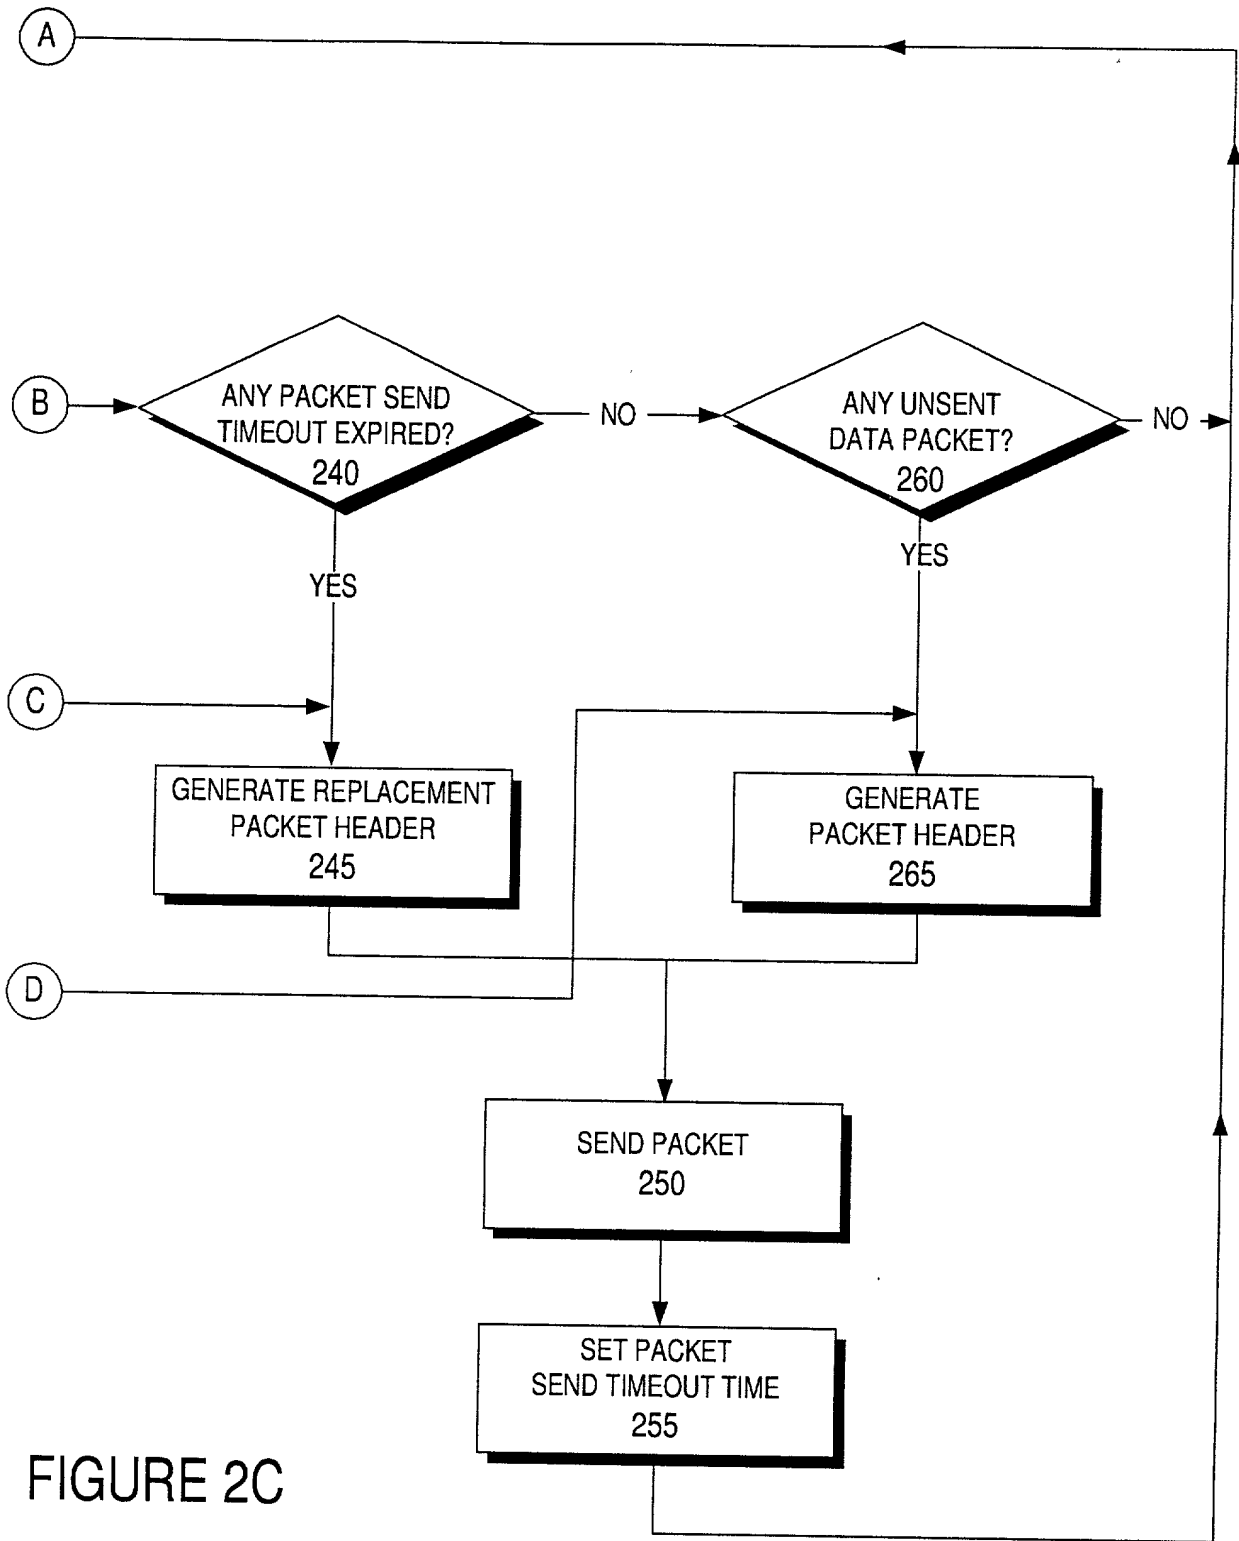 A
B
ANY PACKET SEND
TIMEOUT EXPIRED?
240
NO
ANY UNSENT
DATA PACKET?
260
NO
YES
YES
C
GENERATE REPLACEMENT
PACKET HEADER
245
GENERATE
PACKET HEADER
265
D
SEND PACKET
250
SET PACKET
SEND TIMEOUT TIME
255
FIGURE 2C